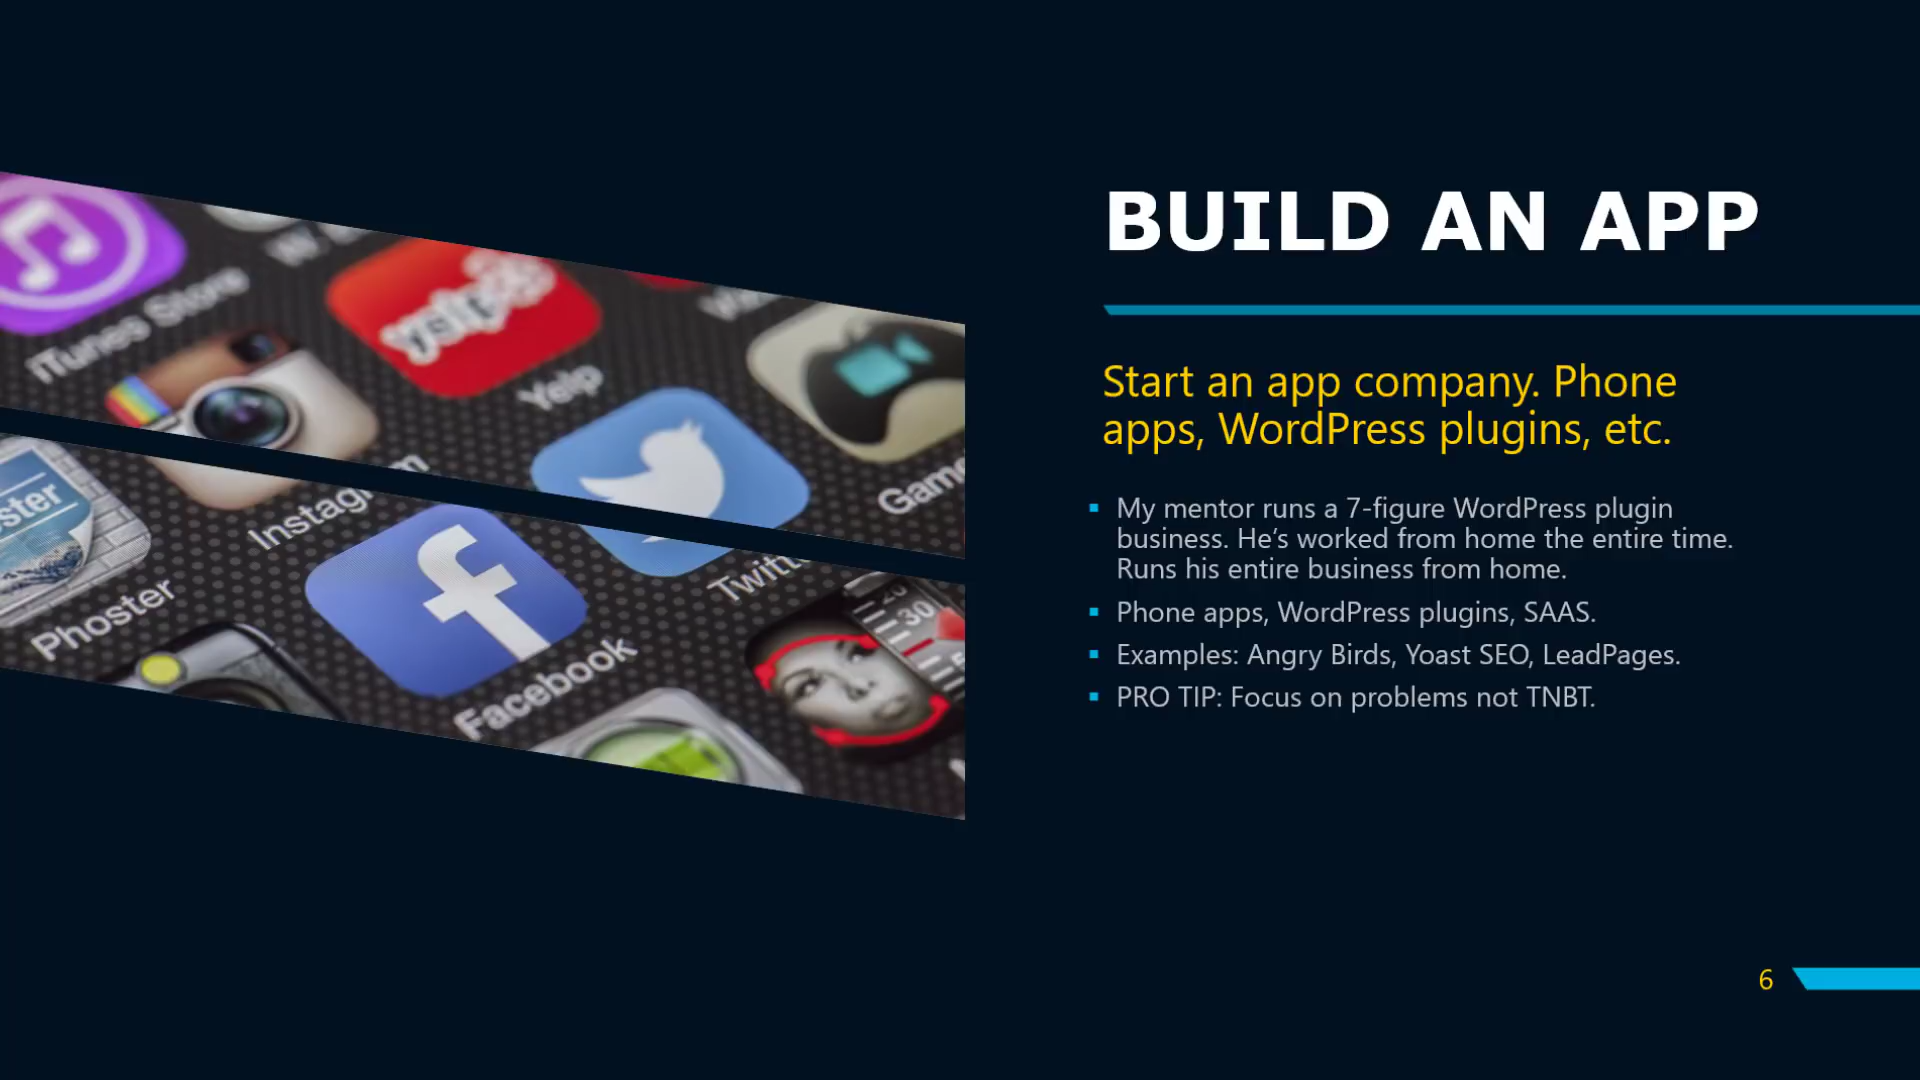 BUILD AN APP
Start an app company. Phone
apps, WordPress plugins, etc.
My mentor runs a 7-figure WordPress plugin
business. He’s worked from home the entire time.
Runs his entire business from home.
Phone apps, WordPress plugins, SAAS.
Examples: Angry Birds, Yoast SEO, LeadPages.
PRO TIP: Focus on problems not TNBT.
6
iTunes Store
yelp
Yelp
Instagram
Phoster
Facebook
30